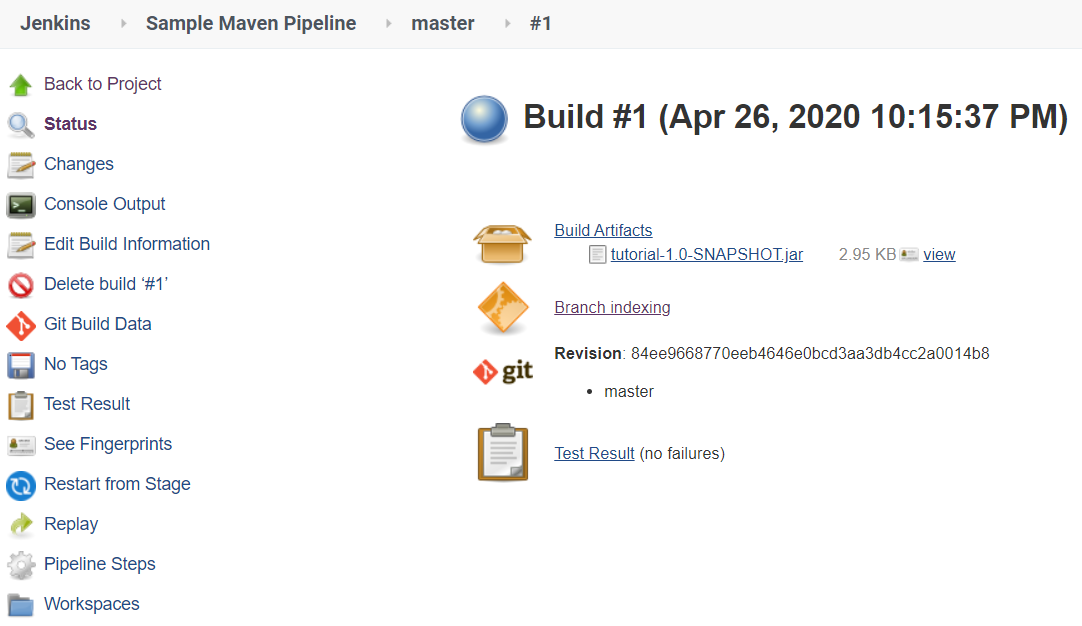 Jenkins Sample Maven Pipeline master #1
Back to Project
Status
Changes
Console Output
Edit Build Information
Delete build ‘#1’
Git Build Data
No Tags
Test Result
See Fingerprints
Restart from Stage
Replay
Pipeline Steps
Workspaces
Build #1 (Apr 26, 2020 10:15:37 PM)
Build Artifacts
tutorial-1.0-SNAPSHOT.jar 2.95 KB view
Branch indexing
Revision: 84ee9668770eeb4646e0bcd3aa3db4cc2a0014b8
git
• master
Test Result (no failures)